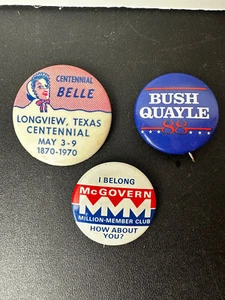 CENTENNIAL
BELLE
LONGVIEW, TEXAS
CENTENNIAL
MAY 3-9
1870-1970
BUSH
QUAYLE
88
I BELONG
McGOVERN
MMM
MILLION-MEMBER CLUB
HOW ABOUT
YOU?